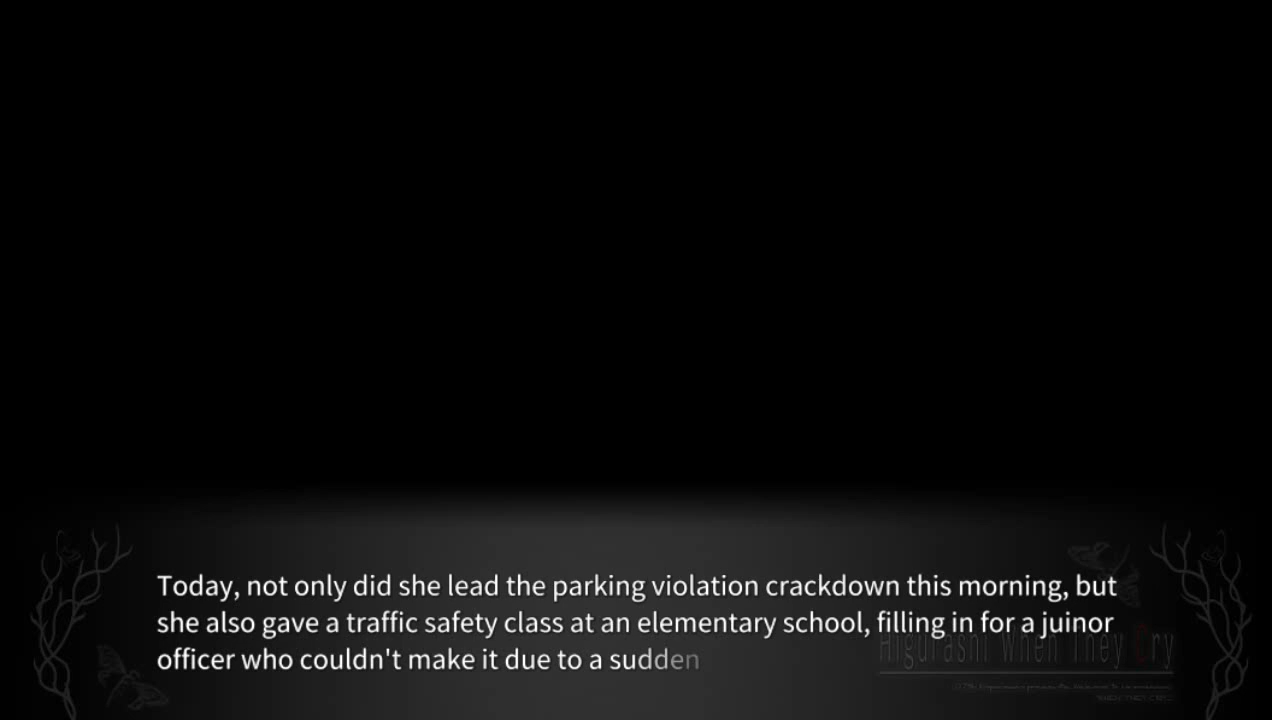 Today, not only did she lead the parking violation crackdown this morning, but
she also gave a traffic safety class at an elementary school, filling in for a juinor
officer who couldn't make it due to a sudden
Higurashi When They Cry